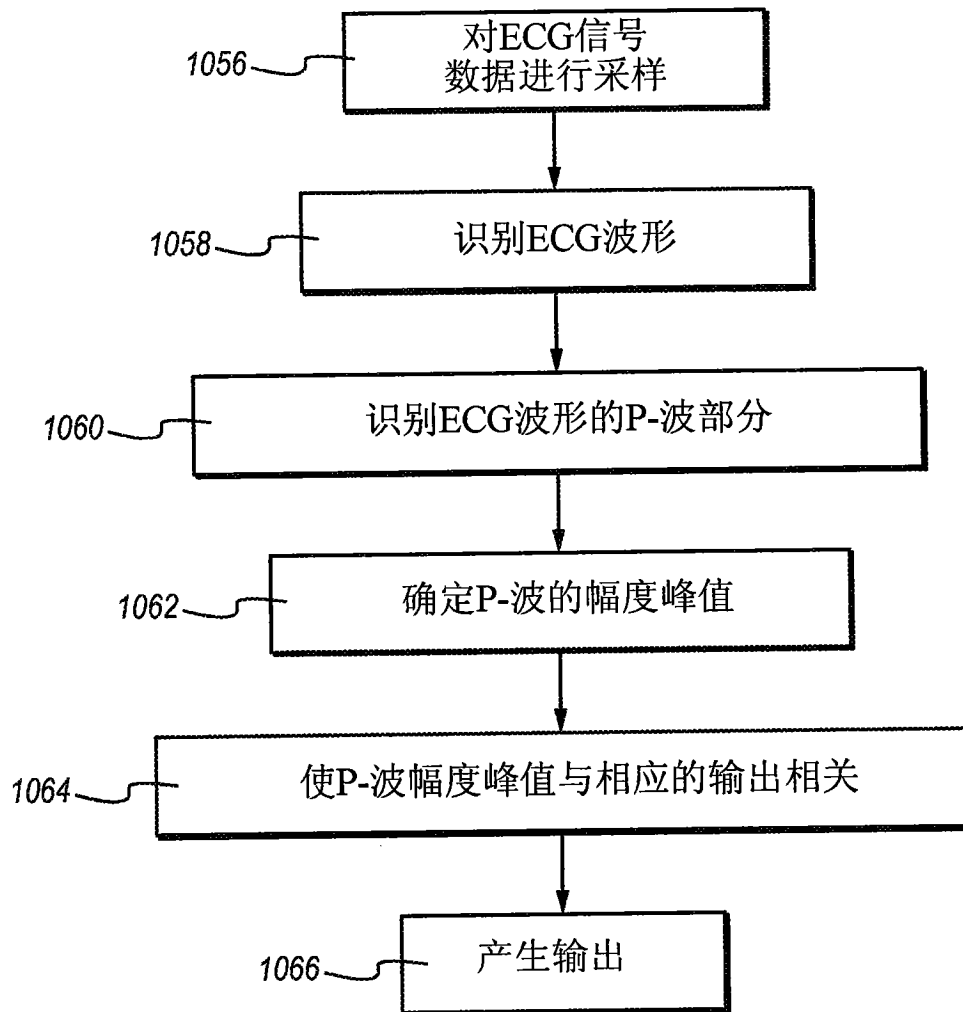 1056
对ECG信号
数据进行采样
1058
识别ECG波形
1060
识别ECG波形的P-波部分
1062
确定P-波的幅度峰值
1064
使P-波幅度峰值与相应的输出相关
1066
产生输出